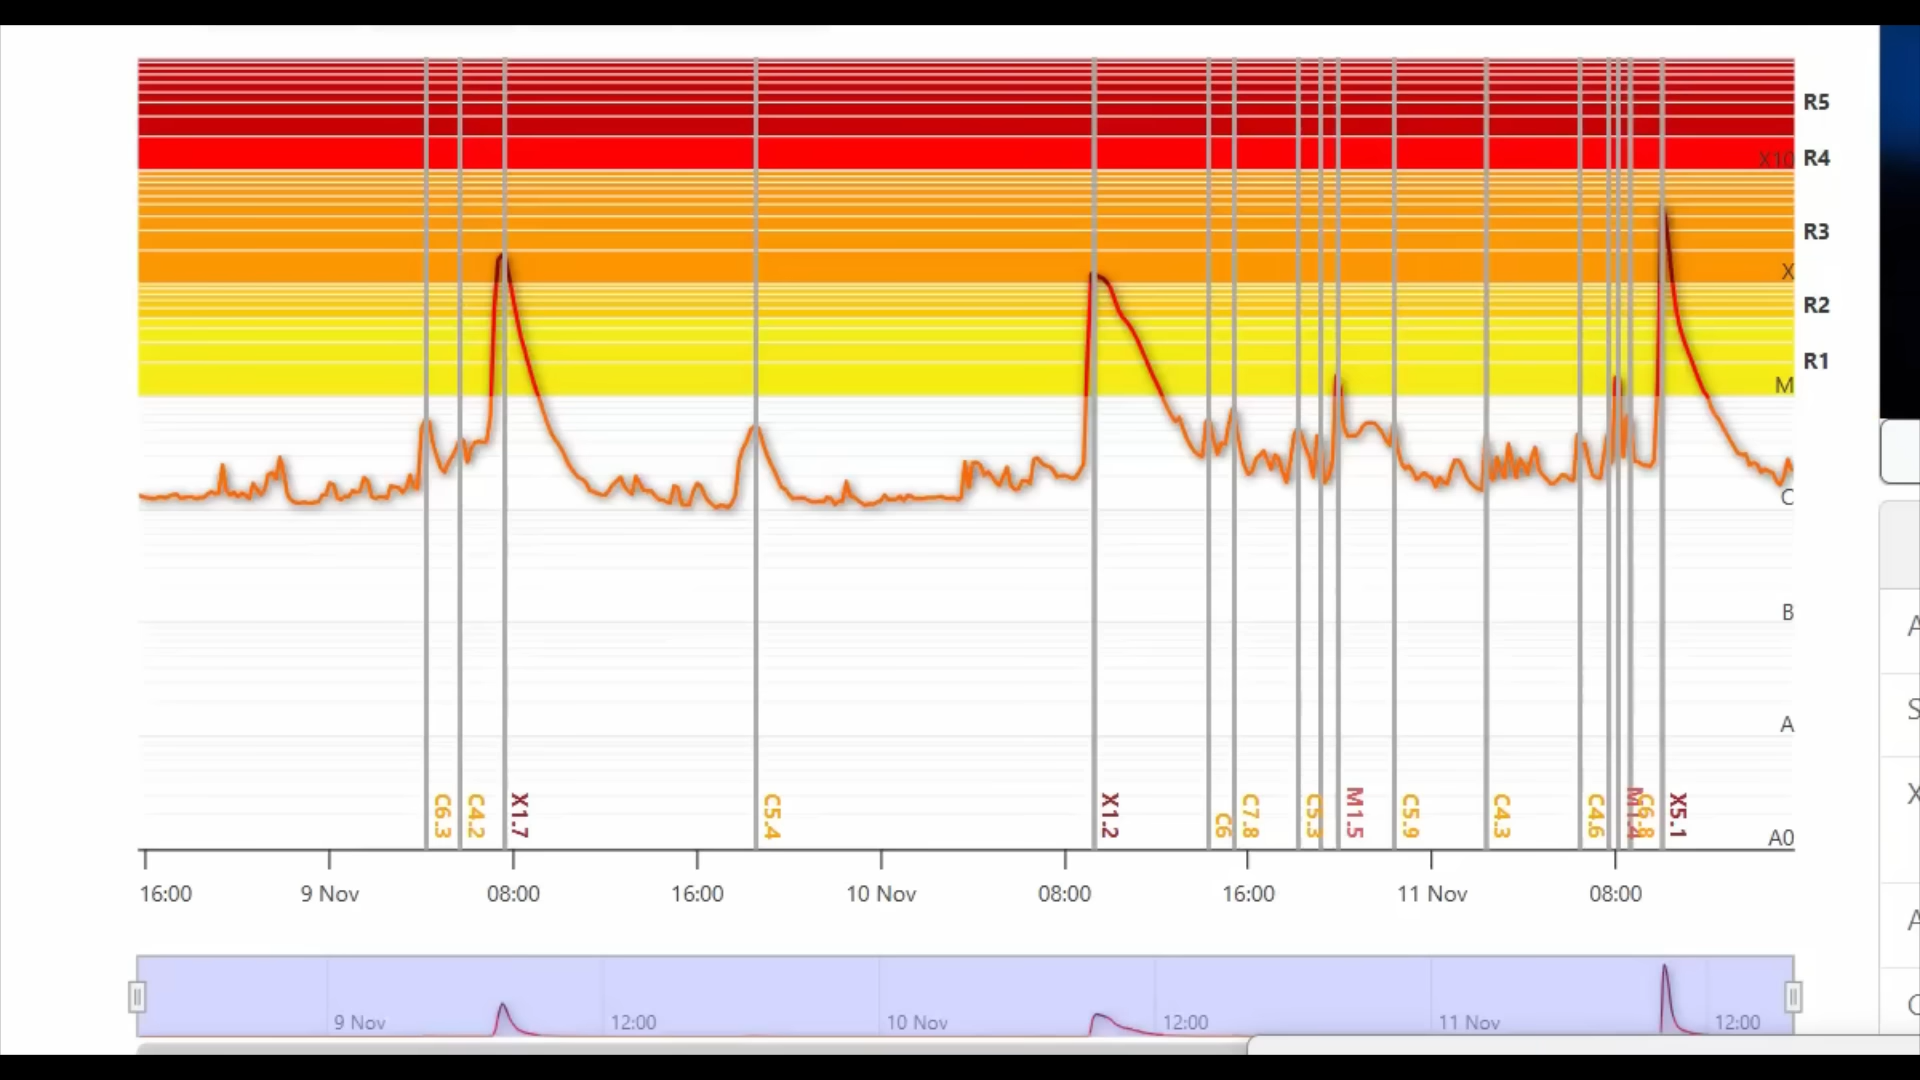 R5
X10 R4
R3
X
R2
R1
M
C
B
A
A0
C6.3
C4.2
X1.7
C5.4
X1.2
C6
C7.8
C5.3
M1.5
C5.9
C4.3
C4.6
C6.8
X5.1
16:00 9 Nov 08:00 16:00 10 Nov 08:00 16:00 11 Nov 08:00
9 Nov 12:00 10 Nov 12:00 11 Nov 12:00